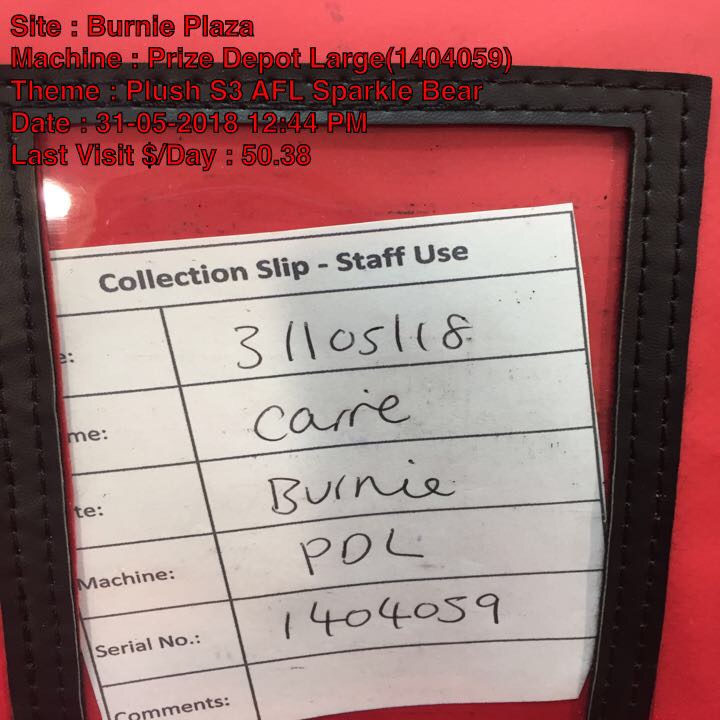 Site : Burnie Plaza
Machine : Prize Depot Large(1404059)
Theme : Plush S3 AFL Sparkle Bear
Date : 31-05-2018 12:44 PM
Last Visit $/Day : 50.38
Collection Slip - Staff Use
e: 31/05/18
me: Carrie
te: Burnie
Machine: PDL
Serial No.: 1404059
Comments: